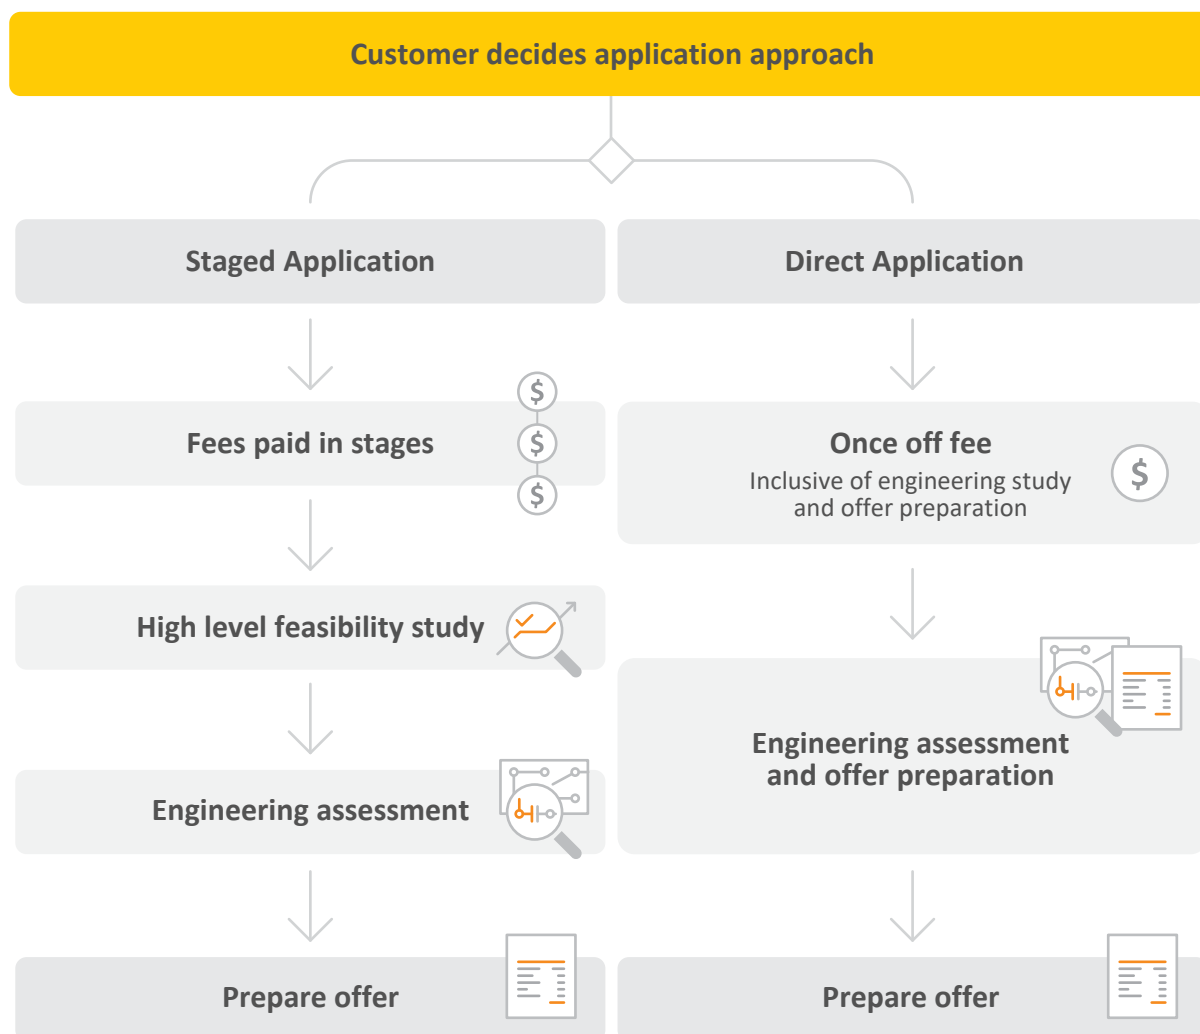 Customer decides application approach
Staged Application
Fees paid in stages
$
$
$
High level feasibility study
Engineering assessment
Prepare offer
Direct Application
Once off fee
Inclusive of engineering study
and offer preparation
$
Engineering assessment
and offer preparation
Prepare offer